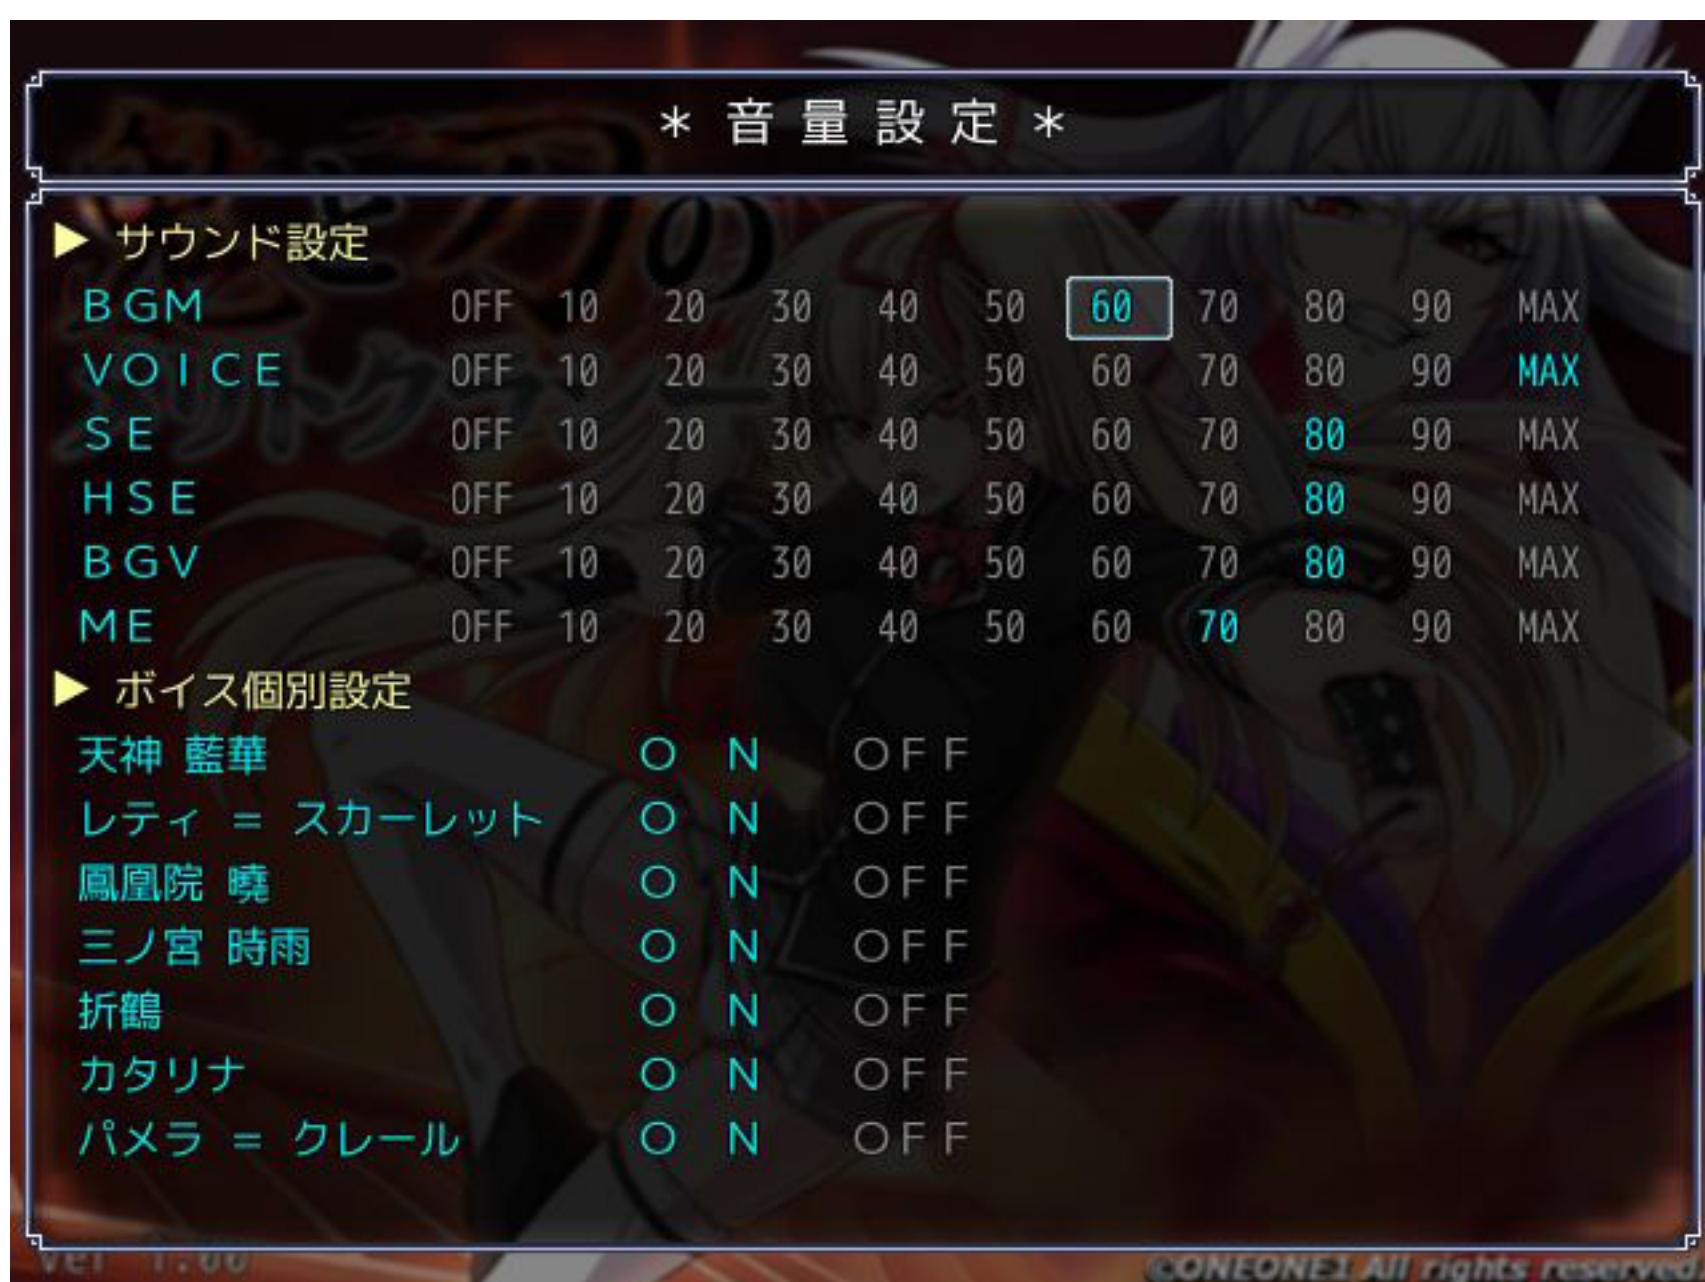 * 音量設定 *
▶ サウンド設定
BGM OFF 10 20 30 40 50 60 70 80 90 MAX
VOICE OFF 10 20 30 40 50 60 70 80 90 MAX
SE OFF 10 20 30 40 50 60 70 80 90 MAX
HSE OFF 10 20 30 40 50 60 70 80 90 MAX
BGV OFF 10 20 30 40 50 60 70 80 90 MAX
ME OFF 10 20 30 40 50 60 70 80 90 MAX
▶ ボイス個別設定
天神 藍華 ON OFF
レティ = スカーレット ON OFF
鳳凰院 曉 ON OFF
三ノ宮 時雨 ON OFF
折鶴 ON OFF
カタリナ ON OFF
パメラ = クレール ON OFF
ver 1.00
©ONEONE1 All rights reserved